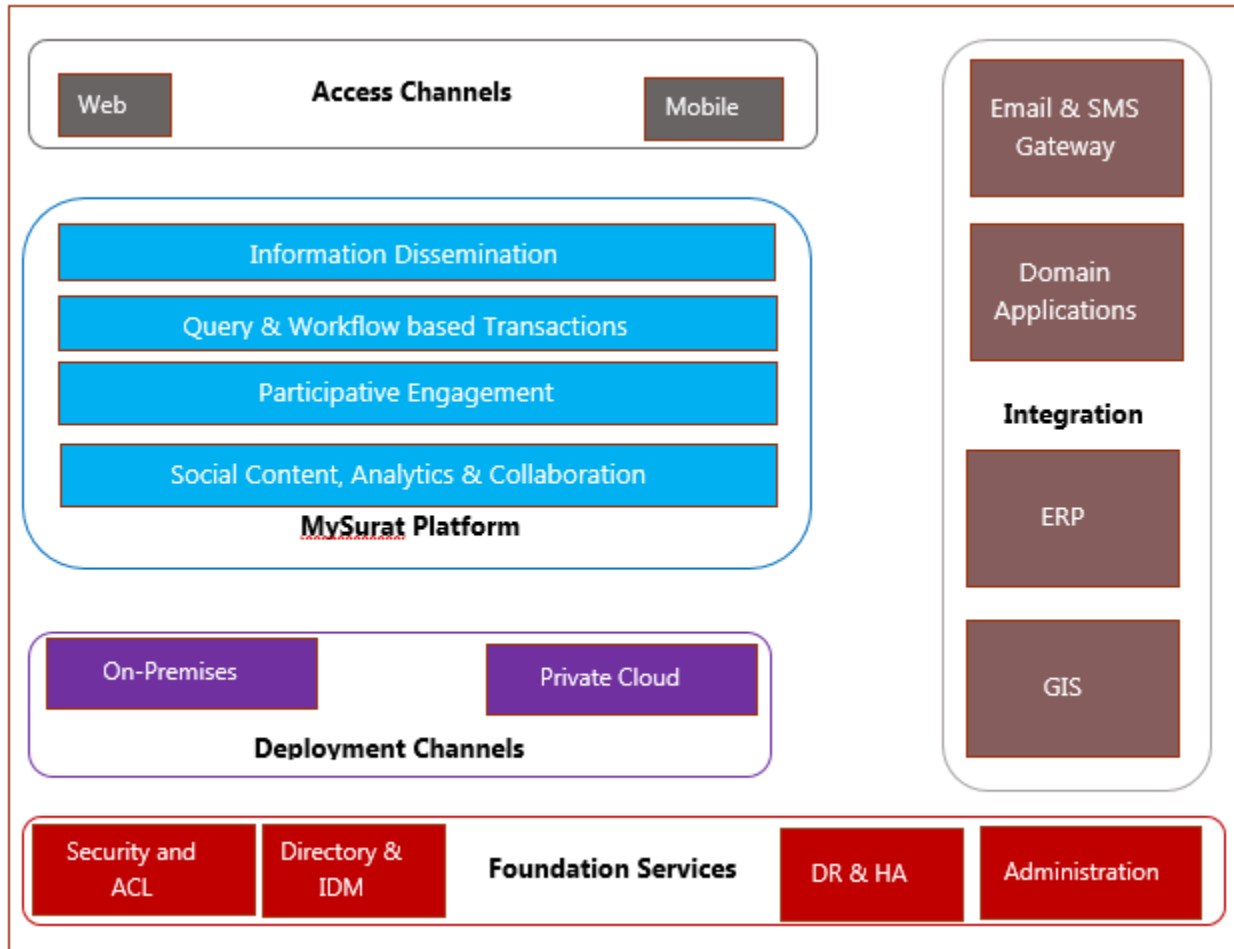 Access Channels
Web
Mobile
Information Dissemination
Query & Workflow based Transactions
Participative Engagement
Social Content, Analytics & Collaboration
MySurat Platform
On-Premises
Private Cloud
Deployment Channels
Email & SMS
Gateway
Domain
Applications
Integration
ERP
GIS
Security and
ACL
Directory &
IDM
Foundation Services
DR & HA
Administration